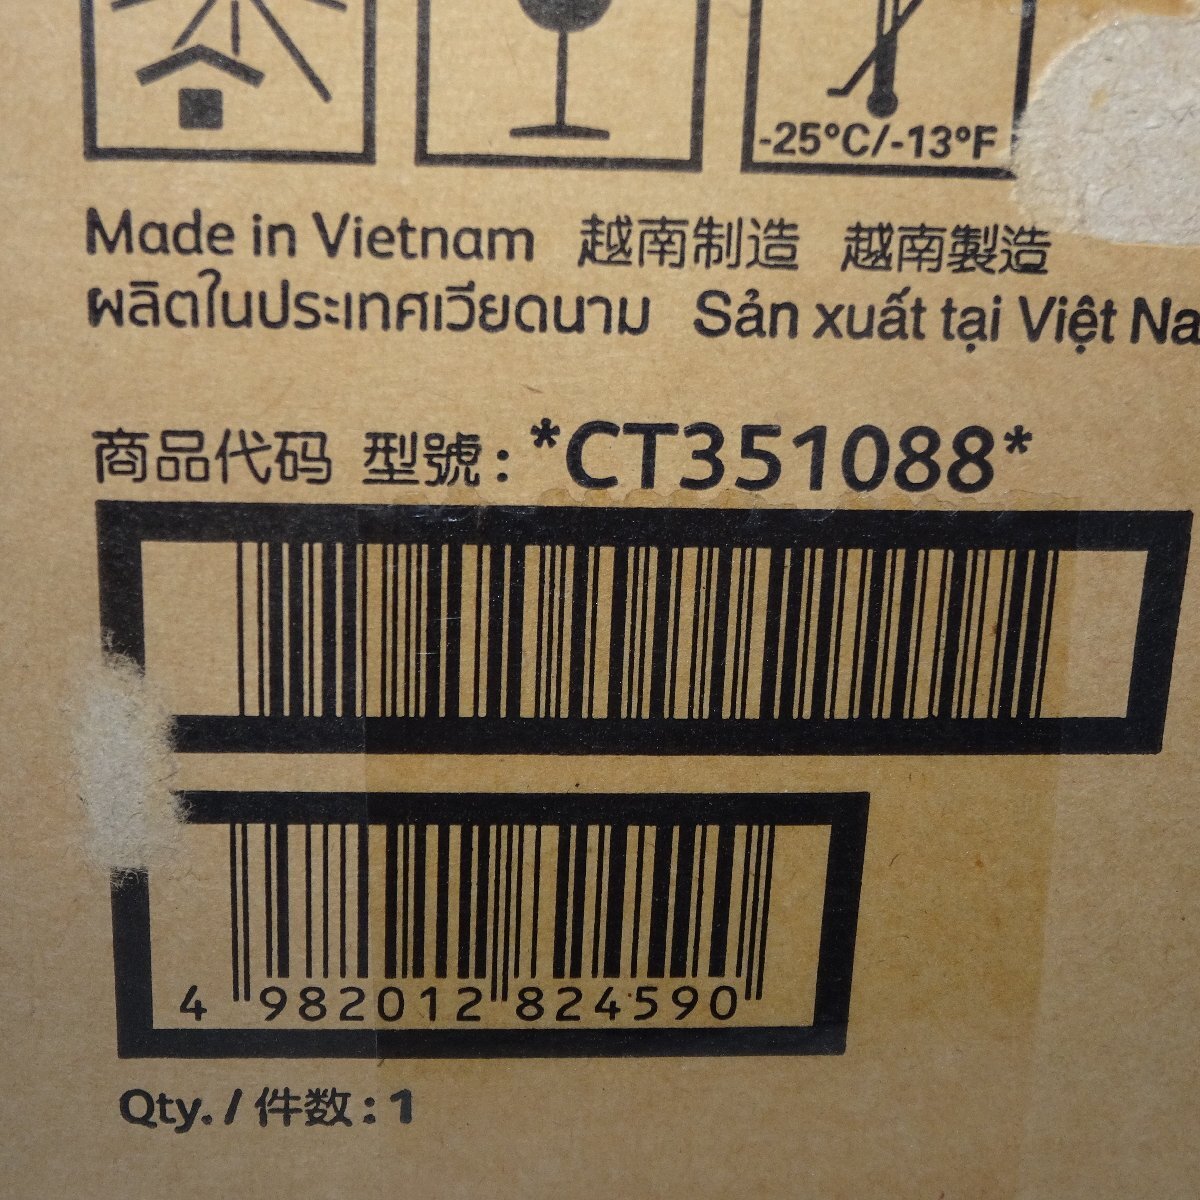 -25°C/-13°F
Made in Vietnam 越南制造 越南製造
ผลิตในประเทศเวียดนาม Sản xuất tại Việt Na
商品代码 型號: *CT351088*
4 982012 824590
Qty. / 件数: 1